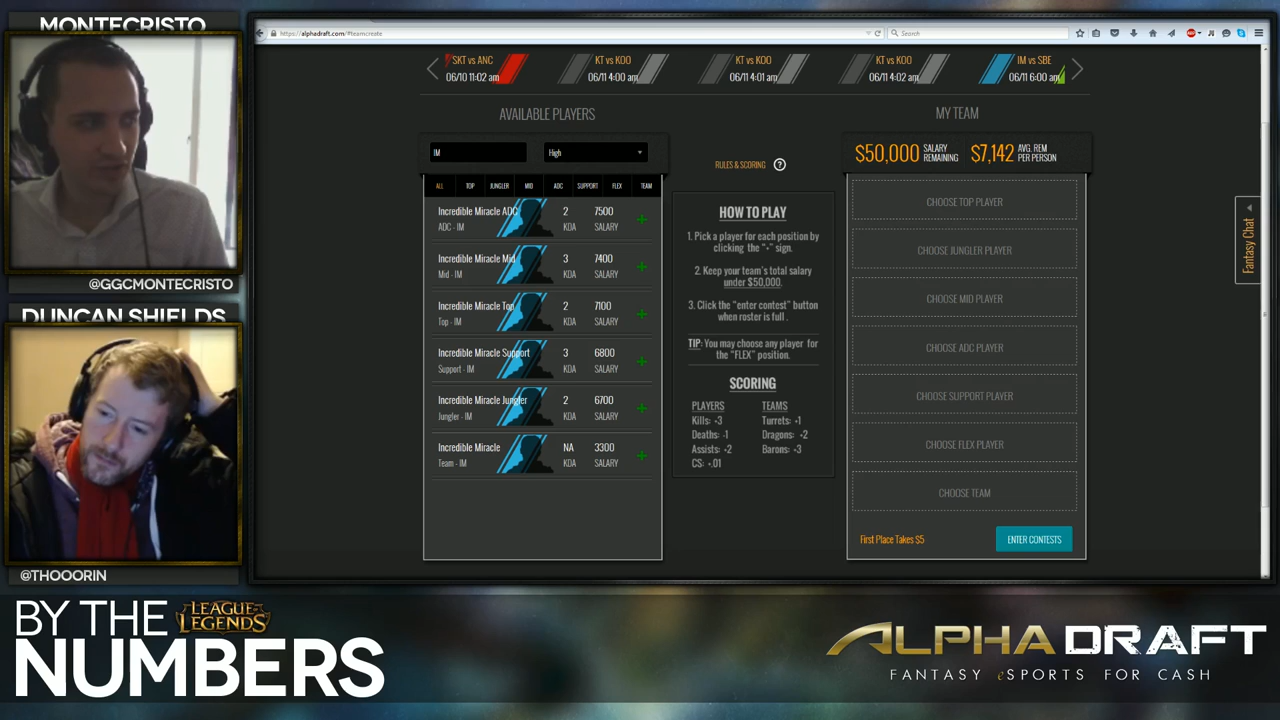 MONTECRISTO
@GGCMONTECRISTO
DUNCAN SHIELDS
@THOOORIN
https://alphadraft.com/#teamcreate
Search
SKT vs ANC
06/10 11:02 am
KT vs KOO
06/11 4:00 am
KT vs KOO
06/11 4:01 am
KT vs KOO
06/11 4:02 am
IM vs SBE
06/11 6:00 am
AVAILABLE PLAYERS
IM
High
ALL TOP JUNGLER MID ADC SUPPORT FLEX TEAM
Incredible Miracle ADC 2 7500
ADC - IM KDA SALARY
Incredible Miracle Mid 3 7400
Mid - IM KDA SALARY
Incredible Miracle Top 2 7100
Top - IM KDA SALARY
Incredible Miracle Support 3 6800
Support - IM KDA SALARY
Incredible Miracle Jungler 2 6700
Jungler - IM KDA SALARY
Incredible Miracle NA 3300
Team - IM KDA SALARY
RULES & SCORING ?
HOW TO PLAY
1. Pick a player for each position by
clicking the "+" sign.
2. Keep your team's total salary
under $50,000.
3. Click the "enter contest" button
when roster is full .
TIP: You may choose any player for
the "FLEX" position.
SCORING
PLAYERS TEAMS
Kills: +3 Turrets: +1
Deaths: -1 Dragons: +2
Assists: +2 Barons: +3
CS: +.01
MY TEAM
$50,000 SALARY REMAINING $7,142 AVG. REM PER PERSON
CHOOSE TOP PLAYER
CHOOSE JUNGLER PLAYER
CHOOSE MID PLAYER
CHOOSE ADC PLAYER
CHOOSE SUPPORT PLAYER
CHOOSE FLEX PLAYER
CHOOSE TEAM
First Place Takes $5
ENTER CONTESTS
Fantasy Chat
BY THE LEAGUE OF LEGENDS
NUMBERS
ALPHADRAFT
FANTASY eSPORTS FOR CASH